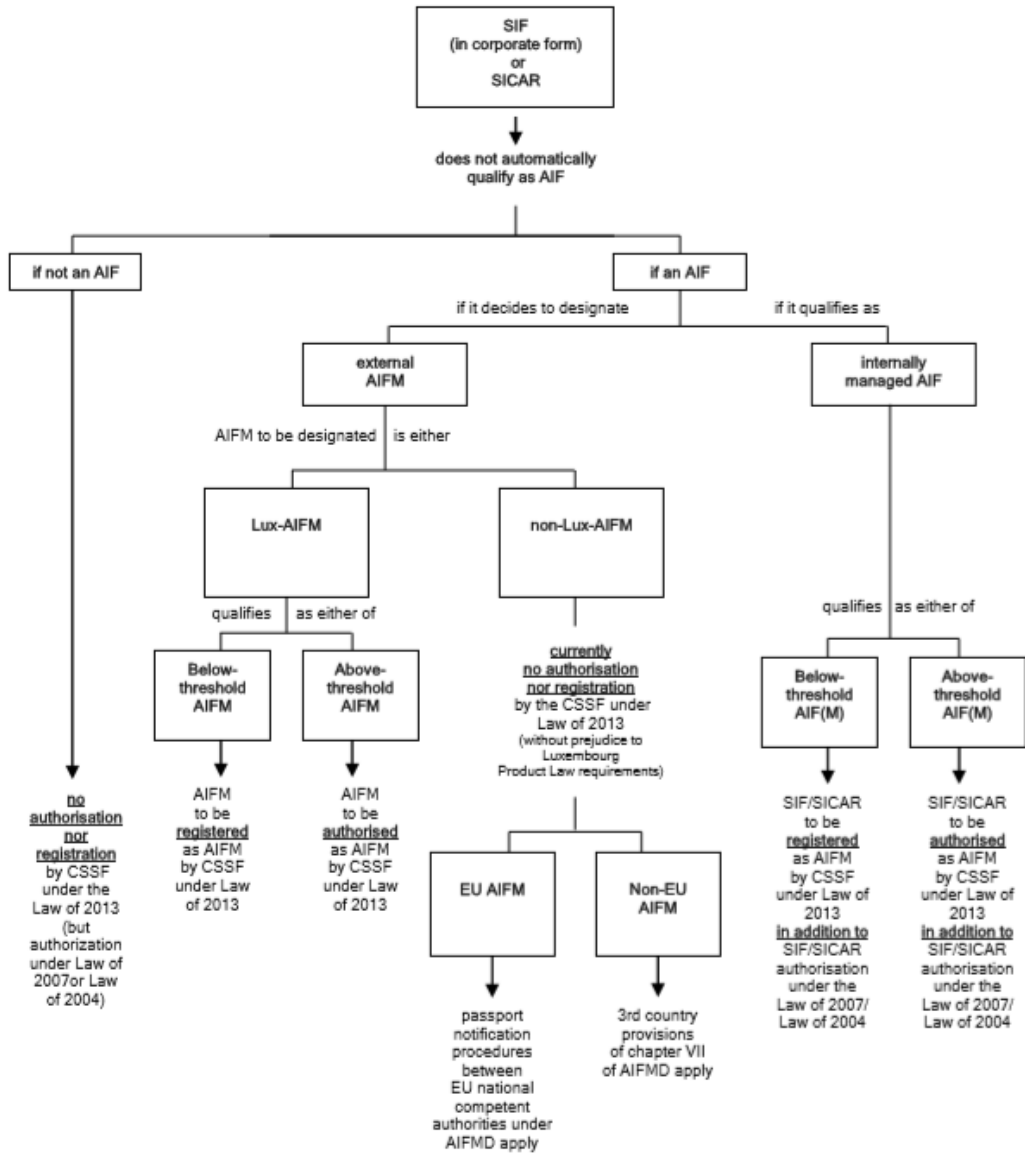 SIF
(in corporate form)
or
SICAR
does not automatically
qualify as AIF
if not an AIF
if an AIF
if it decides to designate
if it qualifies as
external
AIFM
internally
managed AIF
AIFM to be designated
is either
Lux-AIFM
non-Lux-AIFM
qualifies
as either of
Below-
threshold
AIFM
Above-
threshold
AIFM
currently
no authorisation
nor registration
by the CSSF under
Law of 2013
(without prejudice to
Luxembourg
Product Law requirements)
qualifies
as either of
Below-
threshold
AIF(M)
Above-
threshold
AIF(M)
no
authorisation
nor
registration
by CSSF
under the
Law of 2013
(but
authorization
under Law of
2007or Law
of 2004)
AIFM
to be
registered
as AIFM
by CSSF
under Law
of 2013
AIFM
to be
authorised
as AIFM
by CSSF
under Law
of 2013
EU AIFM
Non-EU
AIFM
passport
notification
procedures
between
EU national
competent
authorities under
AIFMD apply
3rd country
provisions
of chapter VII
of AIFMD apply
SIF/SICAR
to be
registered
as AIFM
by CSSF
under Law of
2013
in addition to
SIF/SICAR
authorisation
under the
Law of 2007/
Law of 2004
SIF/SICAR
to be
authorised
as AIFM
by CSSF
under Law of
2013
in addition to
SIF/SICAR
authorisation
under the
Law of 2007/
Law of 2004